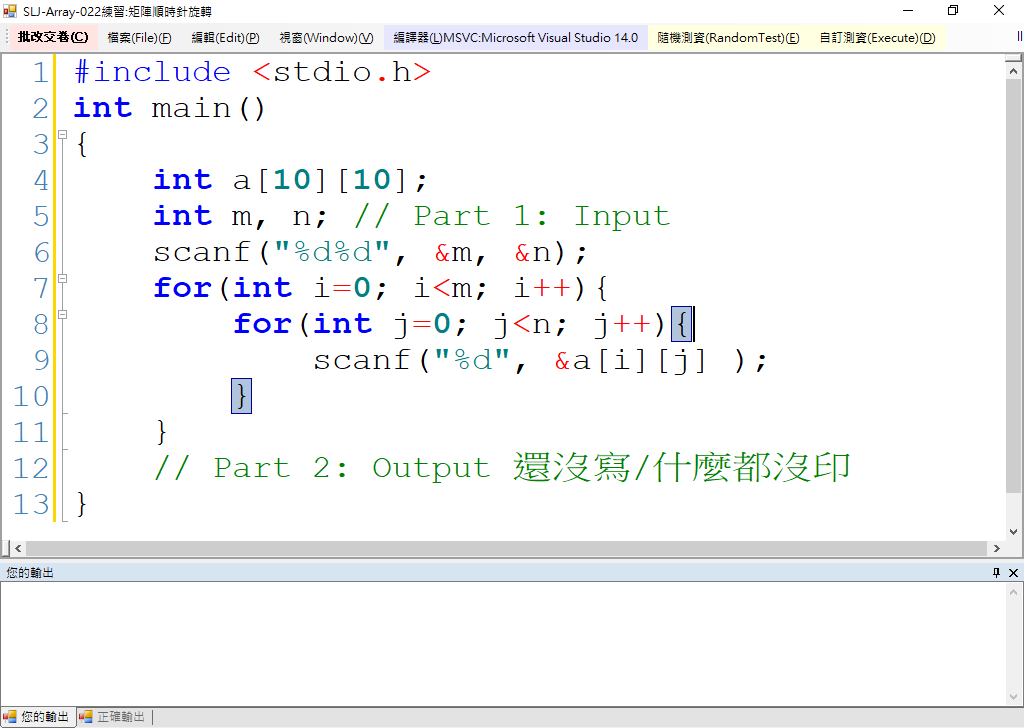 SLJ-Array-022練習:矩陣順時針旋轉
批改交卷(C) 檔案(File)(F) 編輯(Edit)(P) 視窗(Window)(V) 編譯器(L)MSVC:Microsoft Visual Studio 14.0 隨機測資(RandomTest)(E) 自訂測資(Execute)(D)
1 #include <stdio.h>
2 int main()
3 {
4     int a[10][10];
5     int m, n; // Part 1: Input
6     scanf("%d%d", &m, &n);
7     for(int i=0; i<m; i++){
8         for(int j=0; j<n; j++){
9             scanf("%d", &a[i][j] );
10         }
11     }
12     // Part 2: Output 還沒寫/什麼都沒印
13 }
您的輸出
您的輸出 正確輸出